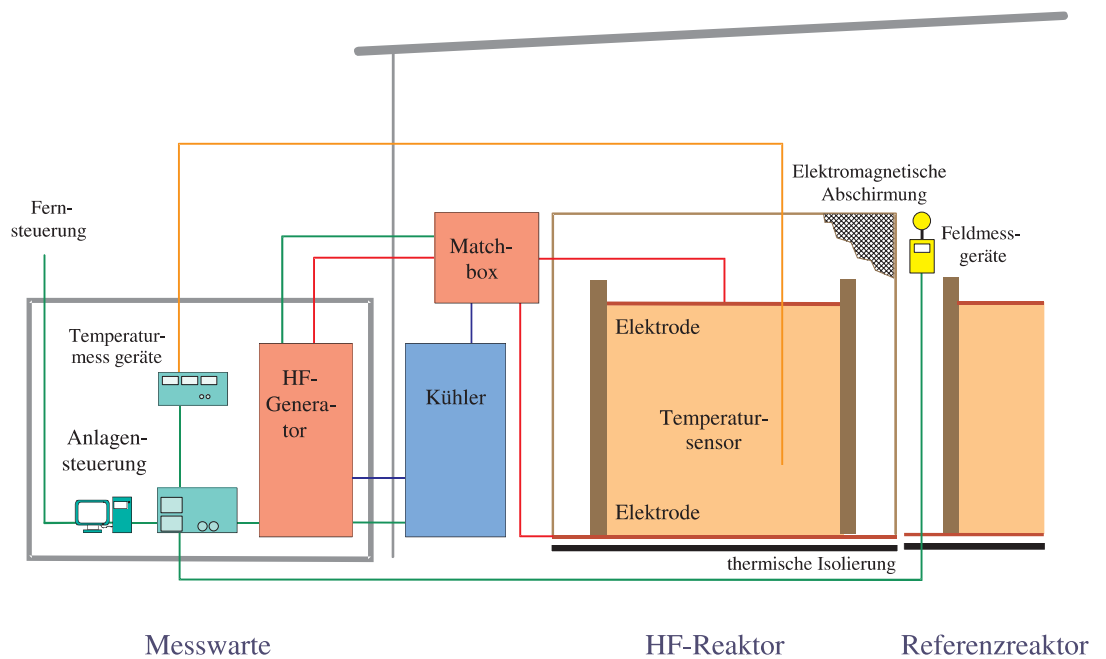 Elektromagnetische
Abschirmung
Fern-
steuerung
Match-
box
Feldmess-
geräte
Temperatur-
mess geräte
HF-
Genera-
tor
Kühler
Elektrode
Temperatur-
sensor
Anlagen-
steuerung
Elektrode
thermische Isolierung
Messwarte
HF-Reaktor
Referenzreaktor